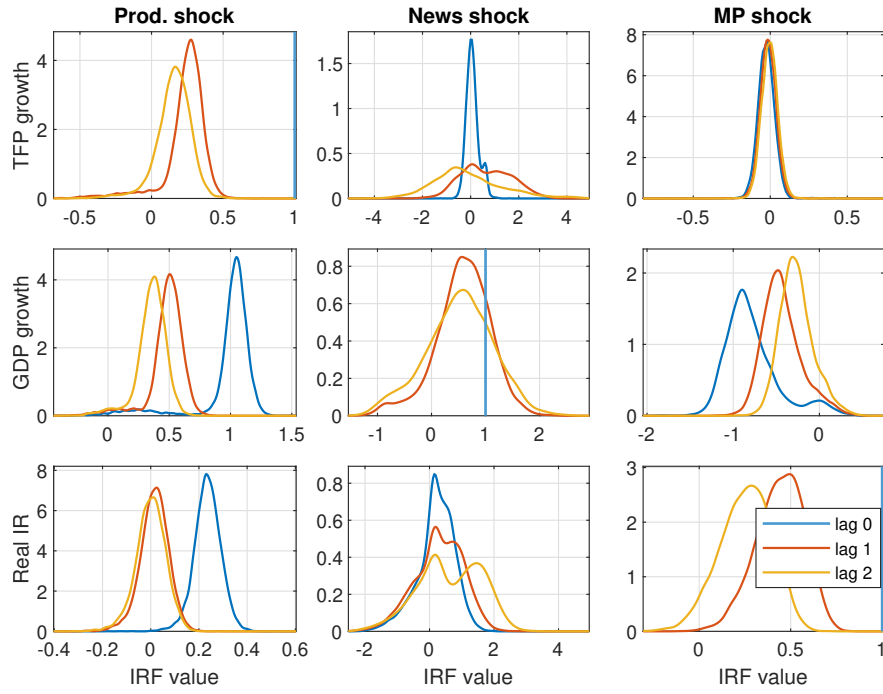 Prod. shock News shock MP shock
TFP growth
4
2
0
-0.5 0 0.5 1
1.5
1
0.5
0
-4 -2 0 2 4
8
6
4
2
0
-0.5 0 0.5
GDP growth
4
2
0
0 0.5 1 1.5
0.8
0.6
0.4
0.2
0
-1 0 1 2
2
1
0
-2 -1 0
Real IR
8
6
4
2
0
-0.4 -0.2 0 0.2 0.4 0.6
IRF value
0.8
0.6
0.4
0.2
0
-2 0 2 4
IRF value
3
2
1
0
0 0.5 1
IRF value
lag 0
lag 1
lag 2